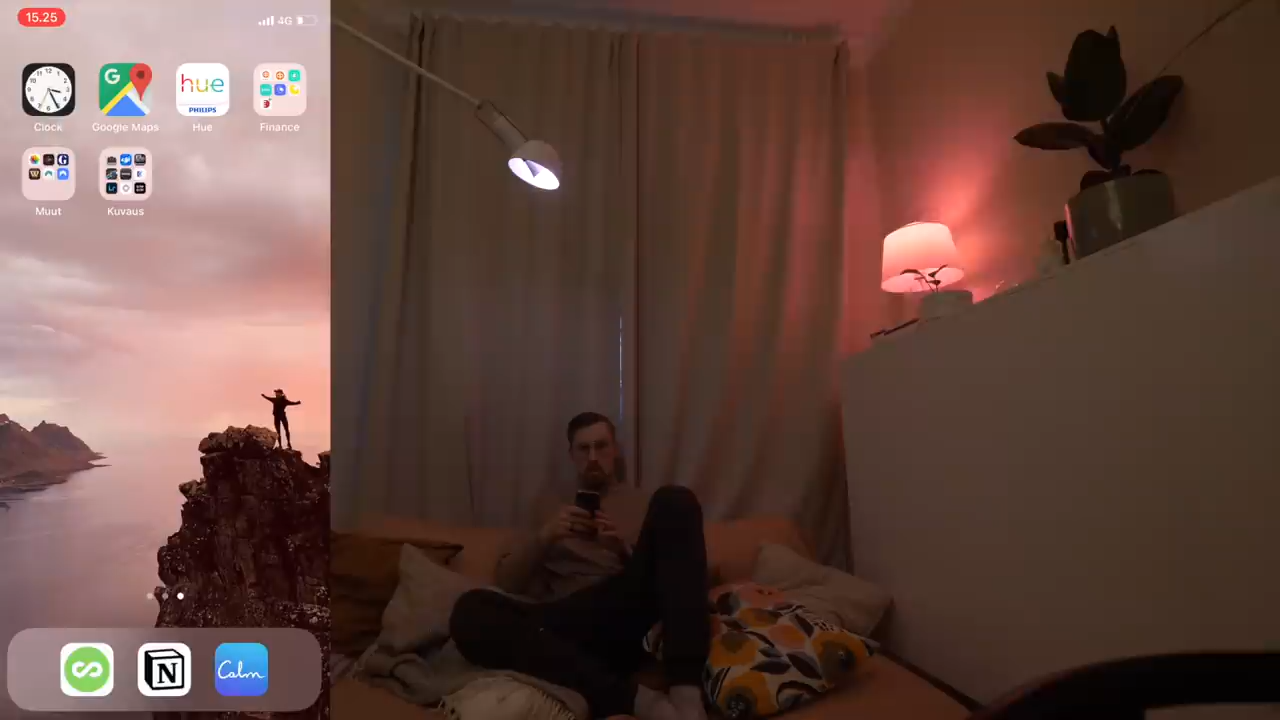 15.25
4G
G
hue
PHILIPS
Clock
Google Maps
Hue
Finance
Muut
Kuvaus
N
Calm